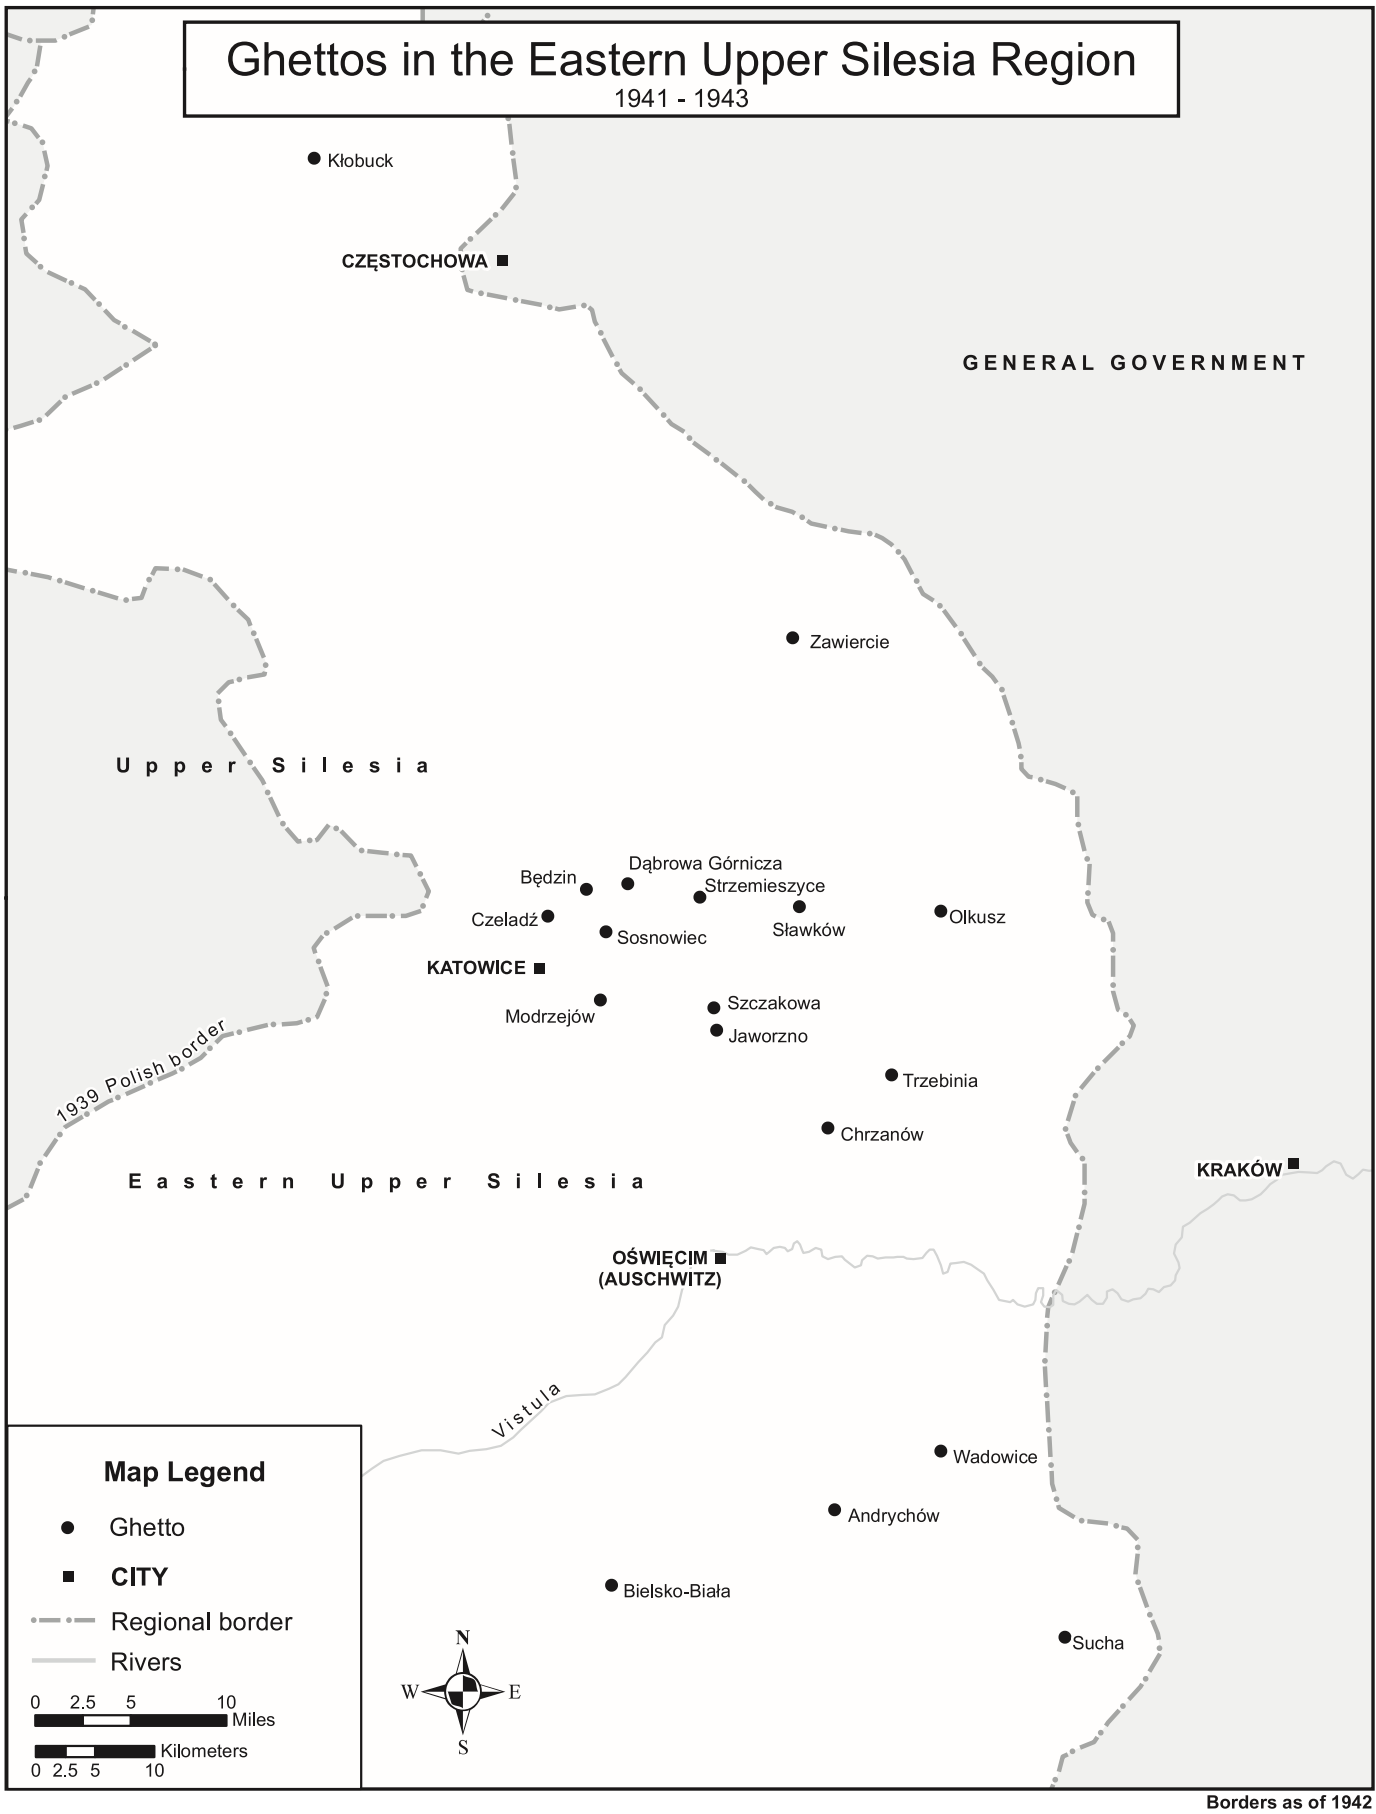 Ghettos in the Eastern Upper Silesia Region
1941 - 1943
Kłobuck
CZĘSTOCHOWA
GENERAL GOVERNMENT
Zawiercie
Upper Silesia
Dąbrowa Górnicza
Będzin
Strzemieszyce
Czeladź
Sosnowiec
Sławków
Olkusz
KATOWICE
Modrzejów
Szczakowa
Jaworzno
1939 Polish border
Trzebinia
Chrzanów
KRAKÓW
Eastern Upper Silesia
OŚWIĘCIM
(AUSCHWITZ)
Vistula
Wadowice
Andrychów
Bielsko-Biała
Sucha
Map Legend
Ghetto
CITY
Regional border
Rivers
0 2.5 5 10
Miles
Kilometers
0 2.5 5 10
N
W E
S
Borders as of 1942